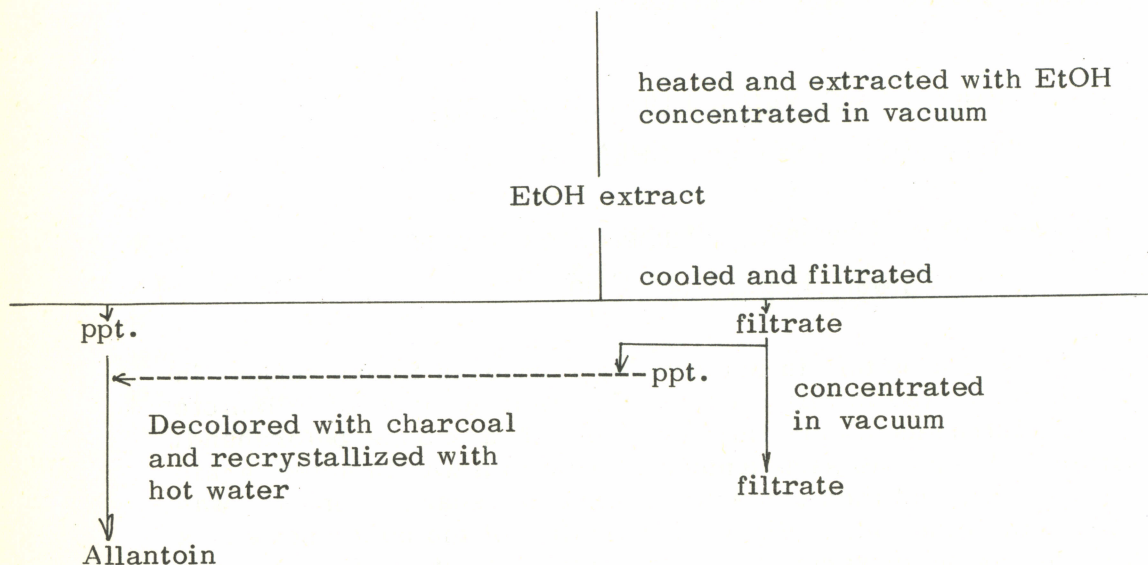 heated and extracted with EtOH
concentrated in vacuum
EtOH extract
cooled and filtrated
ppt.
filtrate
ppt.
concentrated
in vacuum
Decolored with charcoal
and recrystallized with
hot water
filtrate
Allantoin